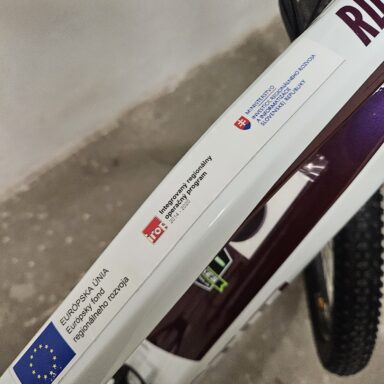 EURÓPSKA ÚNIA
Európsky fond
regionálneho rozvoja
irop
Integrovaný regionálny
operačný program
2014 - 2020
MINISTERSTVO
INVESTÍCIÍ, REGIONÁLNEHO ROZVOJA
A INFORMATIZÁCIE
SLOVENSKEJ REPUBLIKY